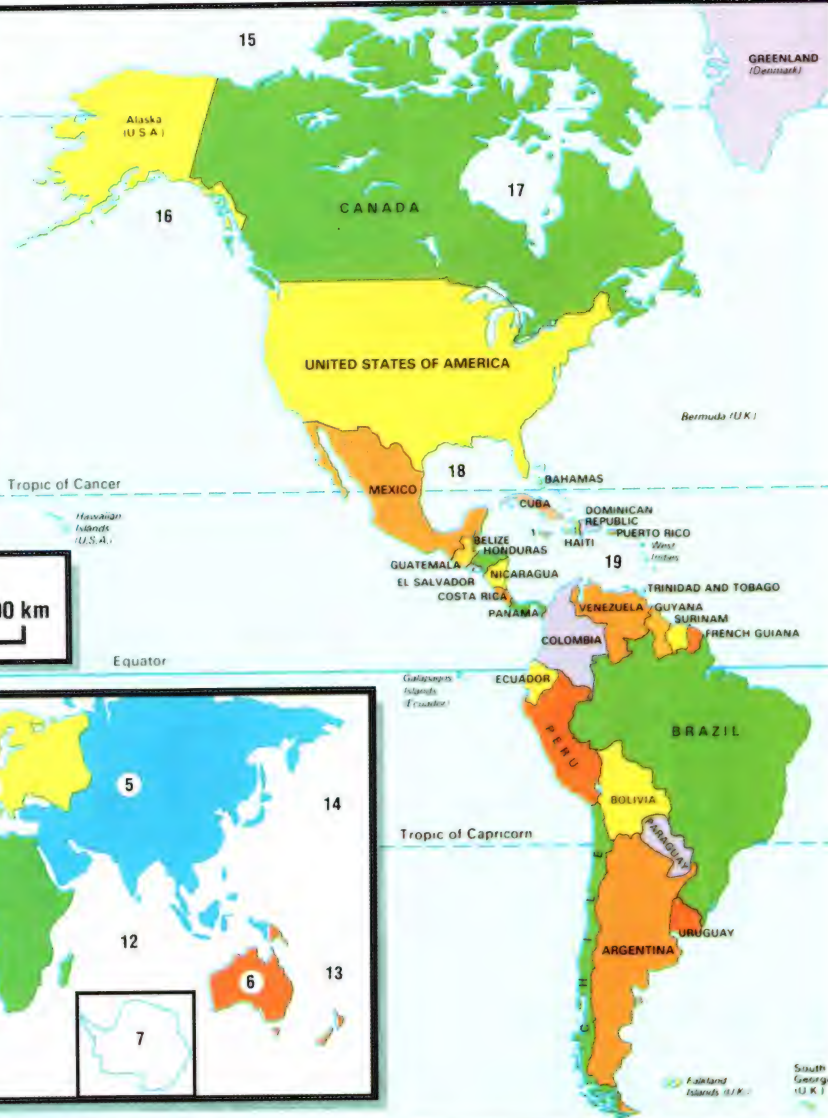 15
GREENLAND
(Denmark)
Alaska
(U S A)
17
CANADA
16
UNITED STATES OF AMERICA
Bermuda (U.K.)
18
Tropic of Cancer
BAHAMAS
MEXICO
CUBA
Hawaiian
Islands
(U.S.A.)
DOMINICAN
REPUBLIC
1
PUERTO RICO
HAITI
BELIZE
HONDURAS
West
Indies
19
GUATEMALA
NICARAGUA
EL SALVADOR
TRINIDAD AND TOBAGO
COSTA RICA
00 km
VENEZUELA
GUYANA
PANAMA
SURINAM
FRENCH GUIANA
COLOMBIA
Equator
Galapagos
Islands
(Ecuador)
ECUADOR
BRAZIL
PERU
5
14
BOLIVIA
Tropic of Capricorn
PARAGUAY
CHILE
12
URUGUAY
ARGENTINA
13
6
7
Falkland
Islands (U.K.)
South
Georg
(U.K.)